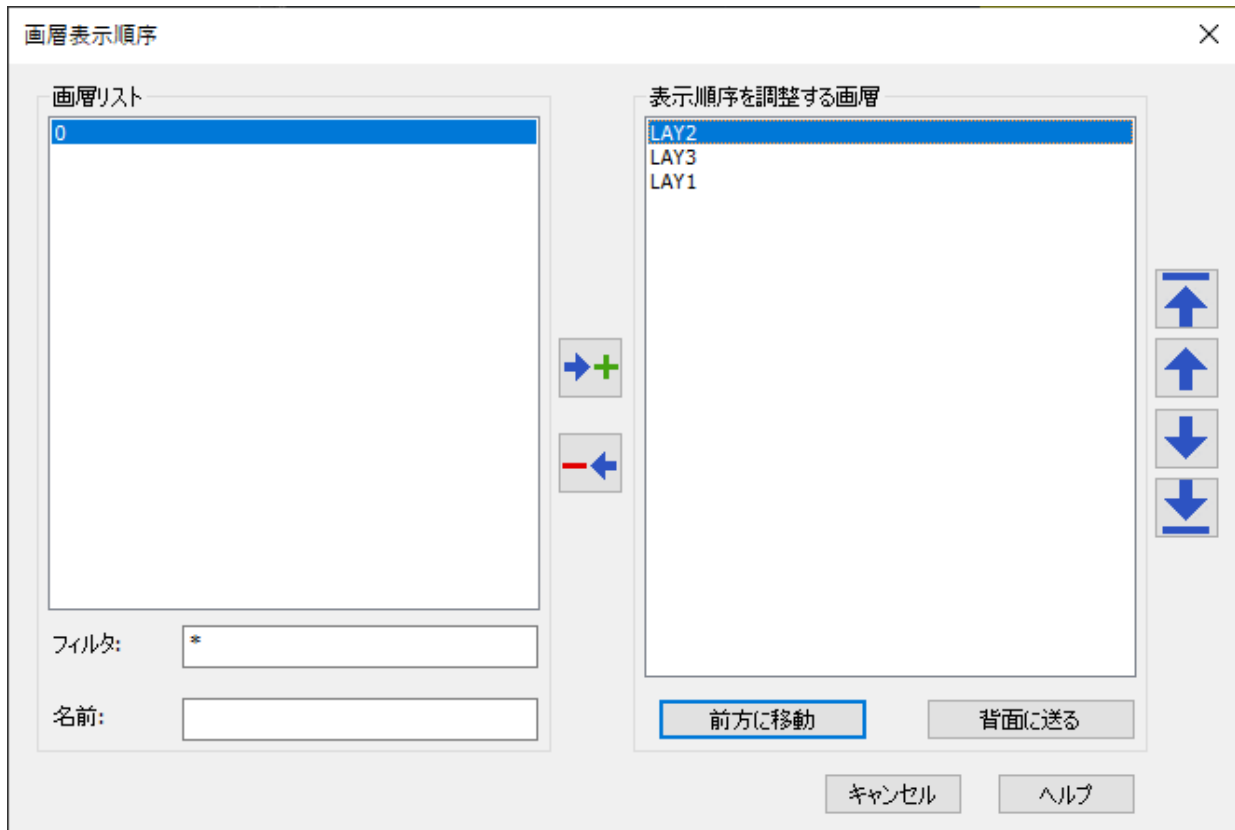 画層表示順序
画層リスト
0
フィルタ:
*
名前:
表示順序を調整する画層
LAY2
LAY3
LAY1
前方に移動
背面に送る
キャンセル
ヘルプ